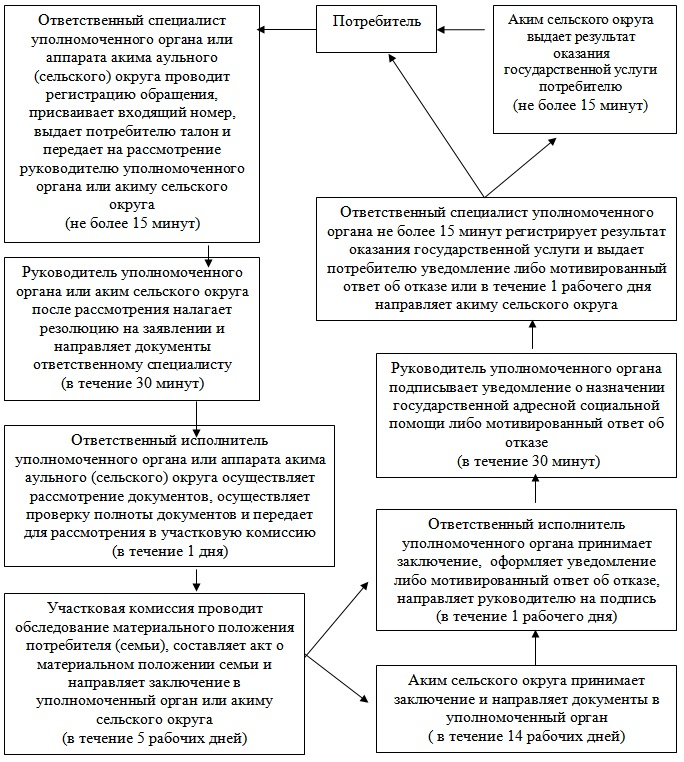 Потребитель
Ответственный специалист
уполномоченного органа или
аппарата акима аульного
(сельского) округа проводит
регистрацию обращения,
присваивает входящий номер,
выдает потребителю талон и
передает на рассмотрение
руководителю уполномоченного
органа или акиму сельского
округа
(не более 15 минут)
Руководитель уполномоченного
органа или аким сельского округа
после рассмотрения налагает
резолюцию на заявлении и
направляет документы
ответственному специалисту
(в течение 30 минут)
Ответственный исполнитель
уполномоченного органа или аппарата акима
аульного (сельского) округа осуществляет
рассмотрение документов, осуществляет
проверку полноты документов и передает
для рассмотрения в участковую комиссию
(в течение 1 дня)
Участковая комиссия проводит
обследование материального положения
потребителя (семьи), составляет акт о
материальном положении семьи и
направляет заключение в
уполномоченный орган или акиму
сельского округа
(в течение 5 рабочих дней)
Аким сельского округа принимает
заключение и направляет документы в
уполномоченный орган
( в течение 14 рабочих дней)
Ответственный исполнитель
уполномоченного органа принимает
заключение, оформляет уведомление
либо мотивированный ответ об отказе,
направляет руководителю на подпись
(в течение 1 рабочего дня)
Руководитель уполномоченного органа
подписывает уведомление о назначении
государственной адресной социальной
помощи либо мотивированный ответ об
отказе
(в течение 30 минут)
Ответственный специалист уполномоченного
органа не более 15 минут регистрирует результат
оказания государственной услуги и выдает
потребителю уведомление либо мотивированный
ответ об отказе или в течение 1 рабочего дня
направляет акиму сельского округа
Аким сельского округа
выдает результат
оказания
государственной услуги
потребителю
(не более 15 минут)